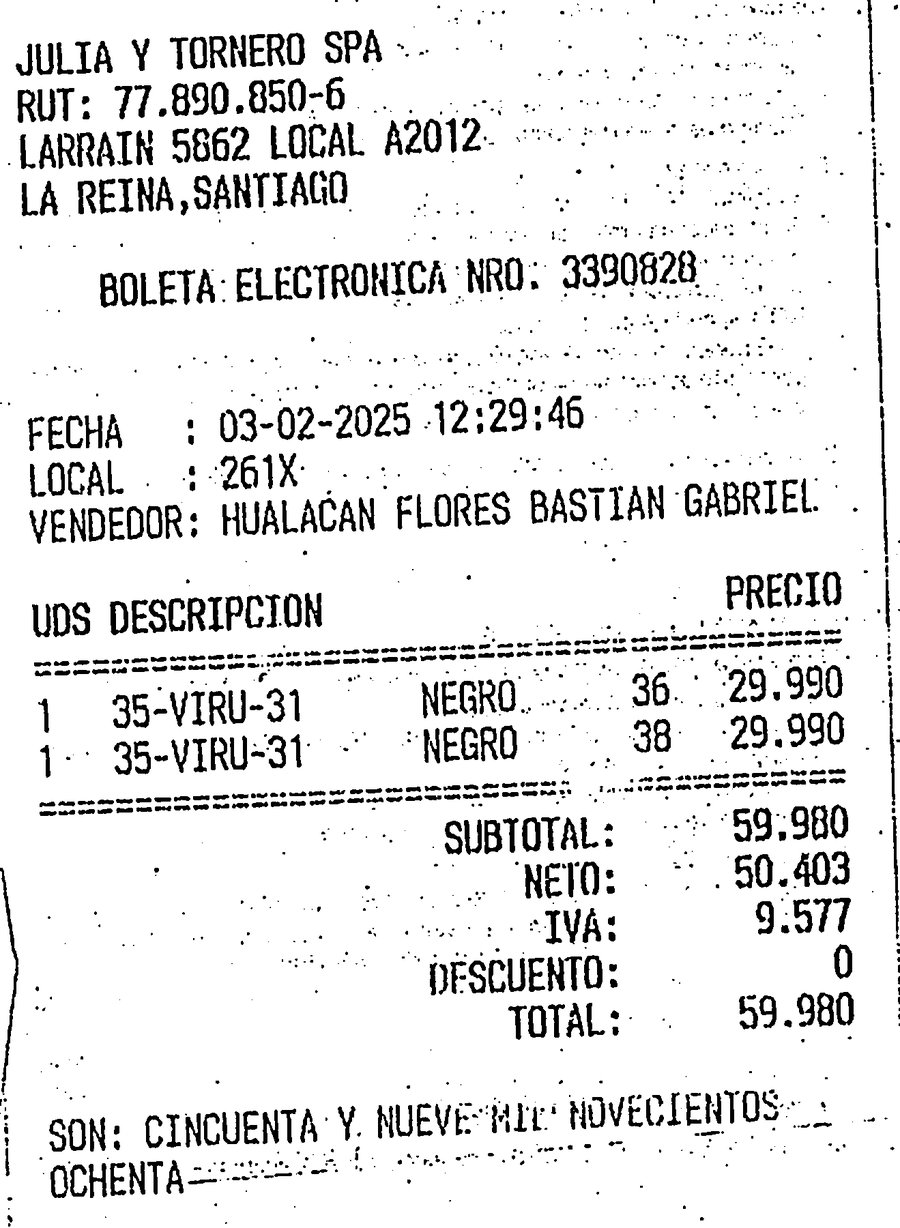 JULIA Y TORNERO SPA
RUT: 77.890.850-6
LARRAIN 5862 LOCAL A2012
LA REINA,SANTIAGO
BOLETA ELECTRONICA NRO. 3390828
FECHA : 03-02-2025 12:29:46
LOCAL : 261X
VENDEDOR: HUALACAN FLORES BASTIAN GABRIEL
UDS DESCRIPCION PRECIO
1 35-VIRU-31 NEGRO 36 29.990
1 35-VIRU-31 NEGRO 38 29.990
SUBTOTAL: 59.980
NETO: 50.403
IVA: 9.577
DESCUENTO: 0
TOTAL: 59.980
SON: CINCUENTA Y NUEVE MIL NOVECIENTOS
OCHENTA